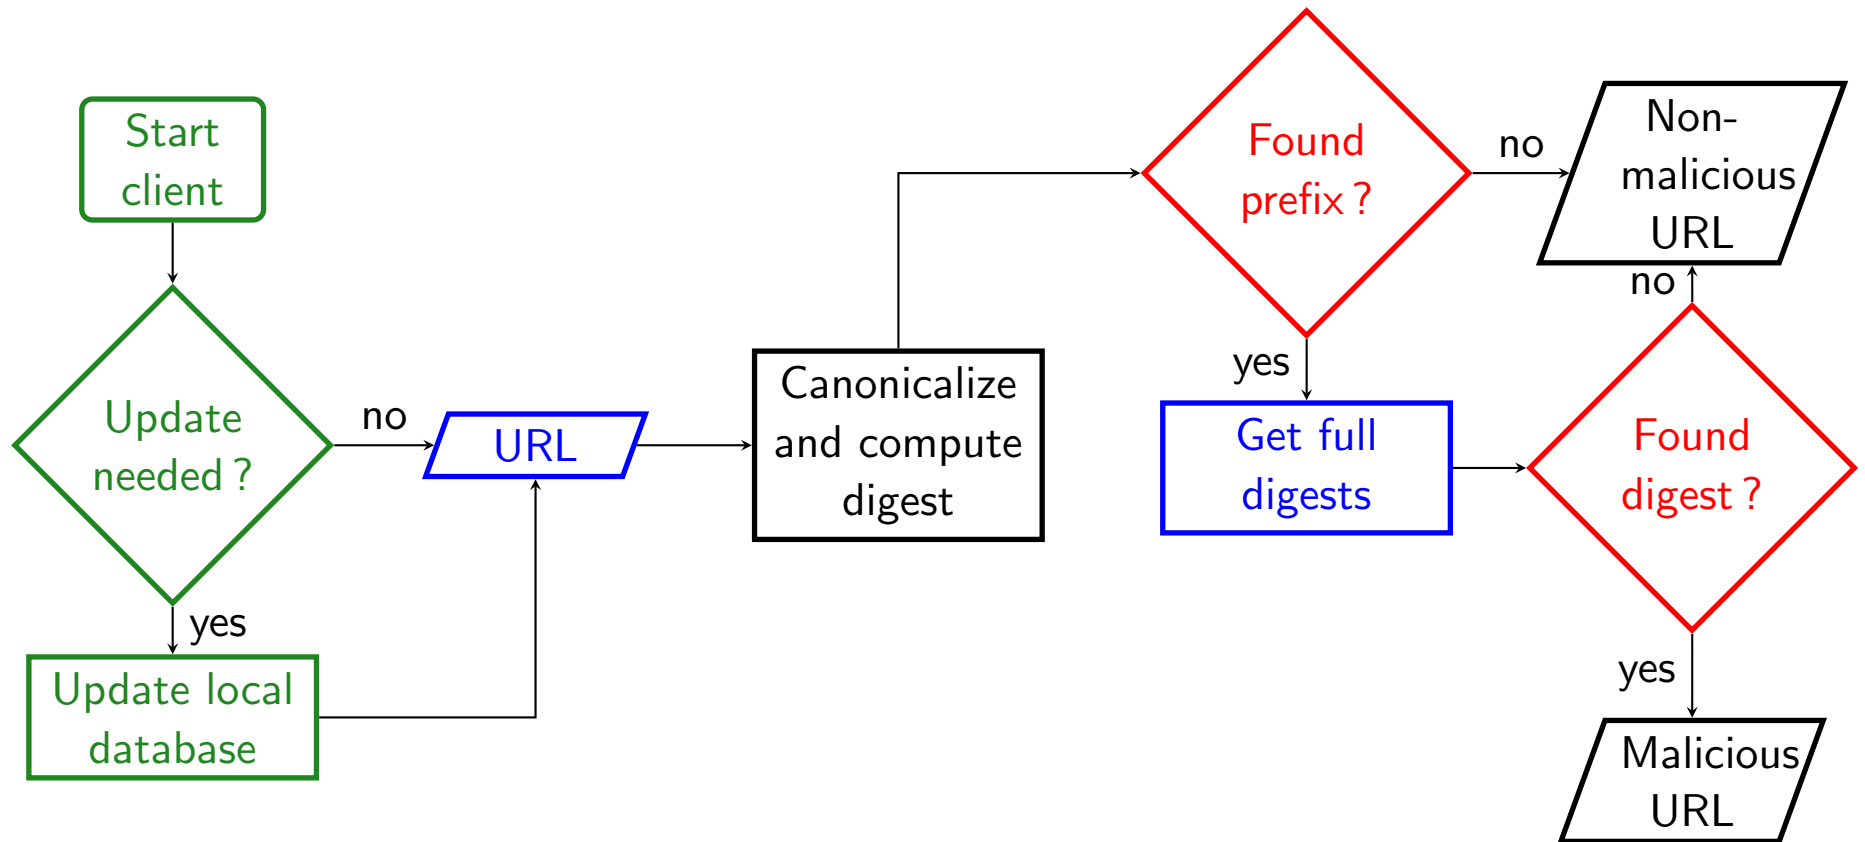 Start
client
Update
needed ?
no
yes
Update local
database
URL
Canonicalize
and compute
digest
Found
prefix ?
no
yes
Non-
malicious
URL
Get full
digests
Found
digest ?
no
yes
Malicious
URL